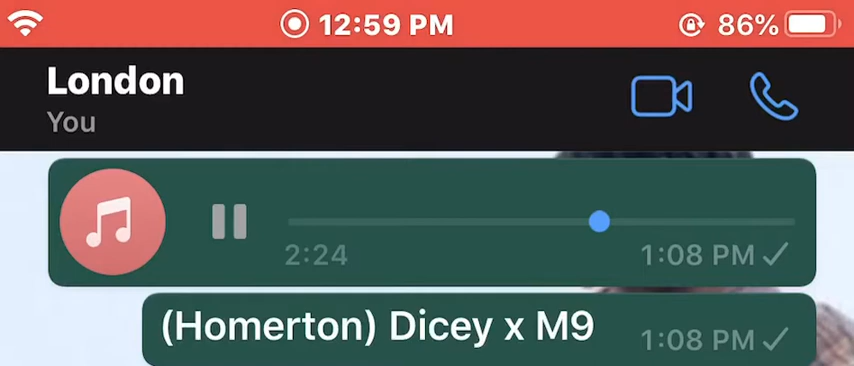 12:59 PM 86%
London
You
2:24 1:08 PM
(Homerton) Dicey x M9 1:08 PM